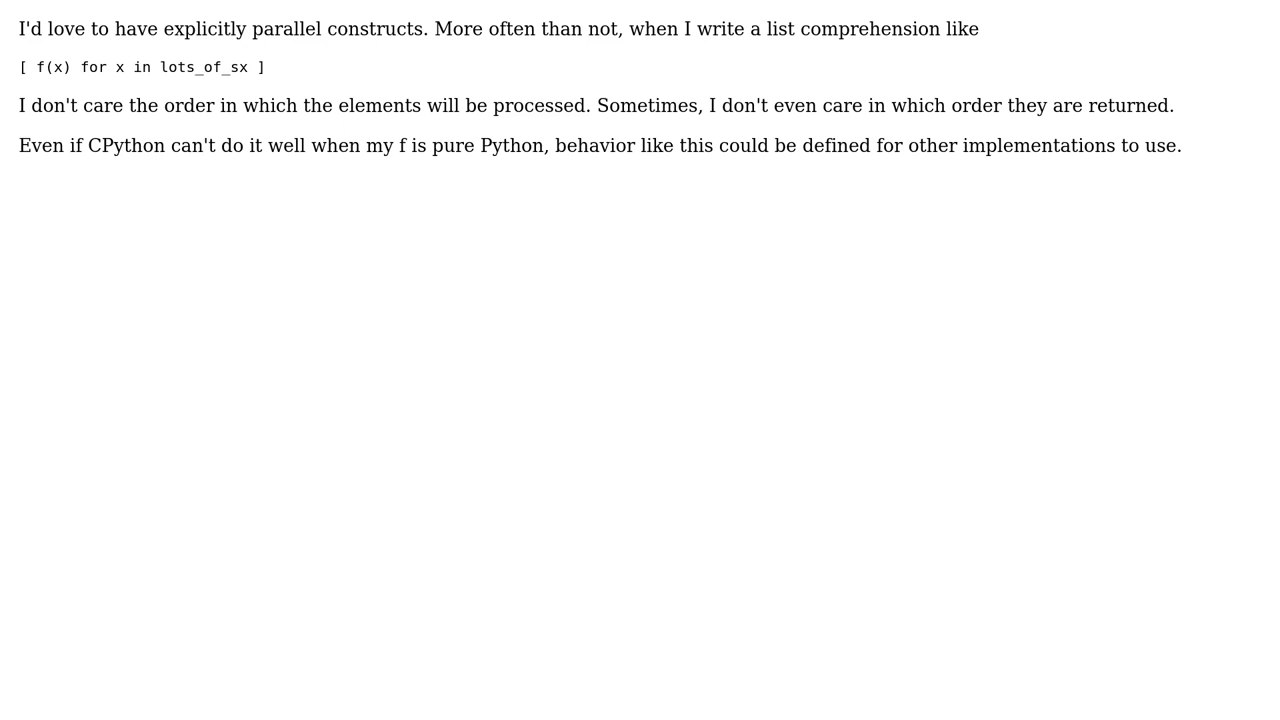 I'd love to have explicitly parallel constructs. More often than not, when I write a list comprehension like
[ f(x) for x in lots_of_sx ]
I don't care the order in which the elements will be processed. Sometimes, I don't even care in which order they are returned.
Even if CPython can't do it well when my f is pure Python, behavior like this could be defined for other implementations to use.